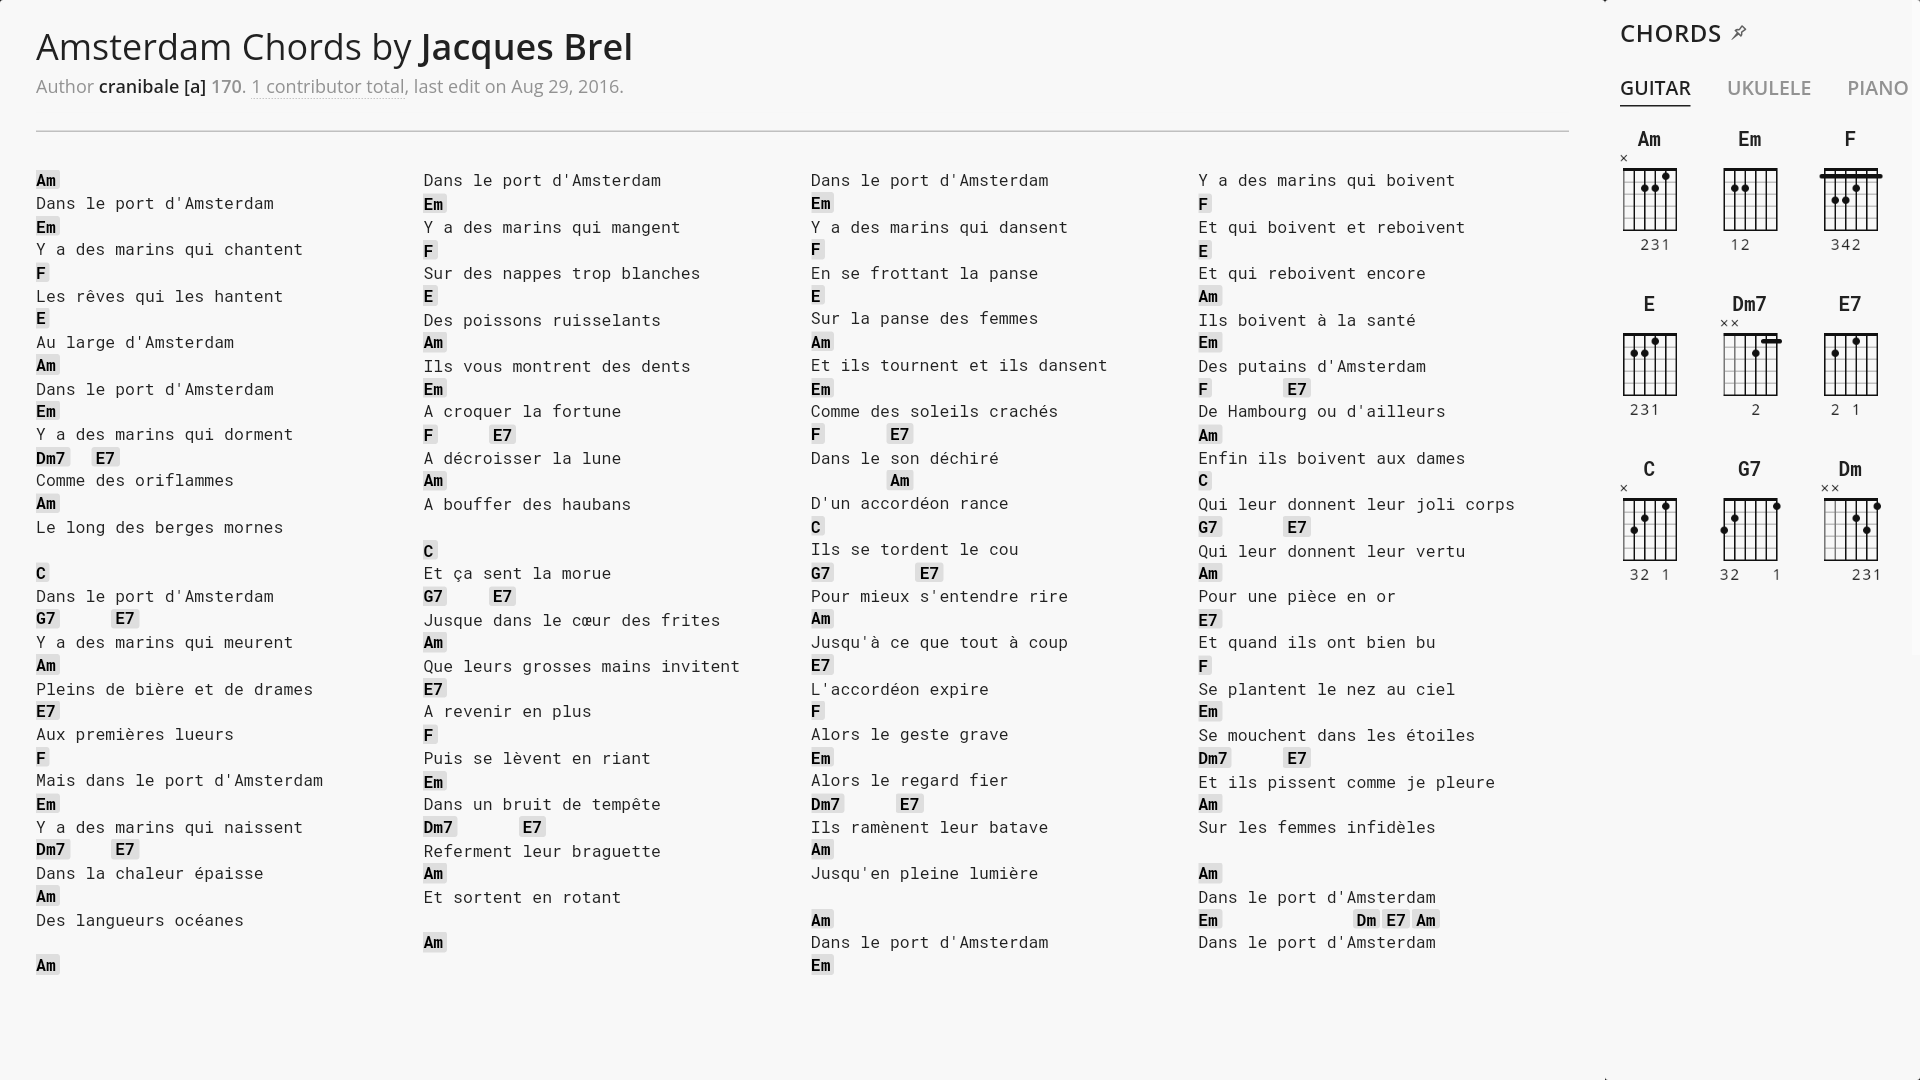 Amsterdam Chords by Jacques Brel
Author cranibale [a] 170. 1 contributor total, last edit on Aug 29, 2016.
Am
Dans le port d'Amsterdam
Em
Y a des marins qui chantent
F
Les rêves qui les hantent
E
Au large d'Amsterdam
Am
Dans le port d'Amsterdam
Em
Y a des marins qui dorment
Dm7 E7
Comme des oriflammes
Am
Le long des berges mornes
C
Dans le port d'Amsterdam
G7 E7
Y a des marins qui meurent
Am
Pleins de bière et de drames
E7
Aux premières lueurs
F
Mais dans le port d'Amsterdam
Em
Y a des marins qui naissent
Dm7 E7
Dans la chaleur épaisse
Am
Des langueurs océanes
Am
Dans le port d'Amsterdam
Em
Y a des marins qui mangent
F
Sur des nappes trop blanches
E
Des poissons ruisselants
Am
Ils vous montrent des dents
Em
A croquer la fortune
F E7
A décroisser la lune
Am
A bouffer des haubans
C
Et ça sent la morue
G7 E7
Jusque dans le cœur des frites
Am
Que leurs grosses mains invitent
E7
A revenir en plus
F
Puis se lèvent en riant
Em
Dans un bruit de tempête
Dm7 E7
Referment leur braguette
Am
Et sortent en rotant
Am
Dans le port d'Amsterdam
Em
Y a des marins qui dansent
F
En se frottant la panse
E
Sur la panse des femmes
Am
Et ils tournent et ils dansent
Em
Comme des soleils crachés
F E7
Dans le son déchiré
Am
D'un accordéon rance
C
Ils se tordent le cou
G7 E7
Pour mieux s'entendre rire
Am
Jusqu'à ce que tout à coup
E7
L'accordéon expire
F
Alors le geste grave
Em
Alors le regard fier
Dm7 E7
Ils ramènent leur batave
Am
Jusqu'en pleine lumière
Am
Dans le port d'Amsterdam
Em
Y a des marins qui boivent
F
Et qui boivent et reboivent
E
Et qui reboivent encore
Am
Ils boivent à la santé
Em
Des putains d'Amsterdam
F E7
De Hambourg ou d'ailleurs
Am
Enfin ils boivent aux dames
C
Qui leur donnent leur joli corps
G7 E7
Qui leur donnent leur vertu
Am
Pour une pièce en or
E7
Et quand ils ont bien bu
F
Se plantent le nez au ciel
Em
Se mouchent dans les étoiles
Dm7 E7
Et ils pissent comme je pleure
Am
Sur les femmes infidèles
Am
Dans le port d'Amsterdam
Em Dm E7 Am
Dans le port d'Amsterdam
CHORDS
GUITAR UKULELE PIANO
Am Em F
×
231 12 342
E Dm7 E7
××
231 2 2 1
C G7 Dm
× ××
32 1 32 1 231